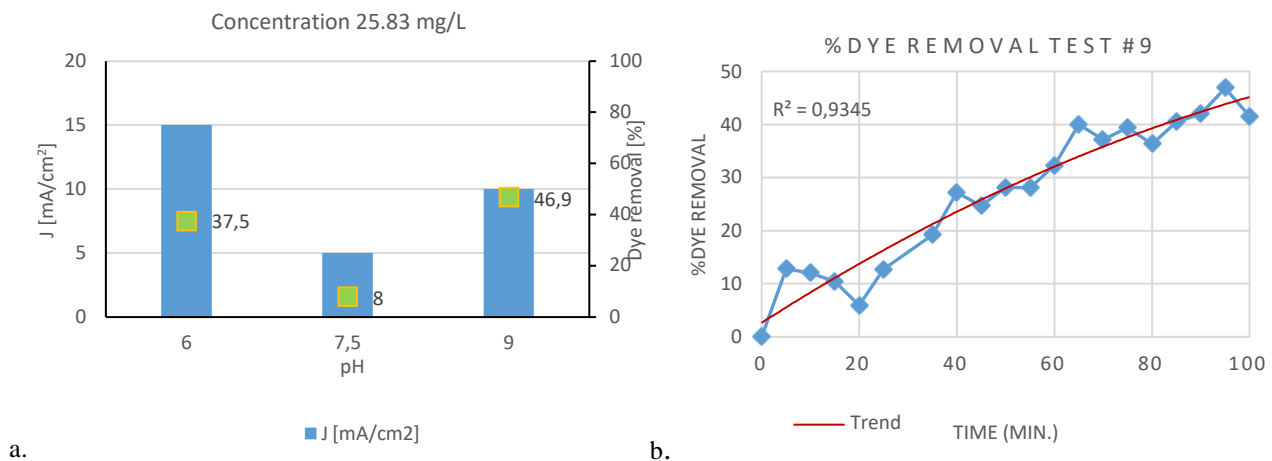 Concentration 25.83 mg/L
20
15
10
5
0
J [mA/cm²]
100
80
60
40
20
0
Dye removal [%]
37,5
8
46,9
6
7,5
9
pH
J [mA/cm2]
a.
%DYE REMOVAL TEST #9
50
40
30
20
10
0
%DYE REMOVAL
R² = 0,9345
0
20
40
60
80
100
Trend
TIME (MIN.)
b.